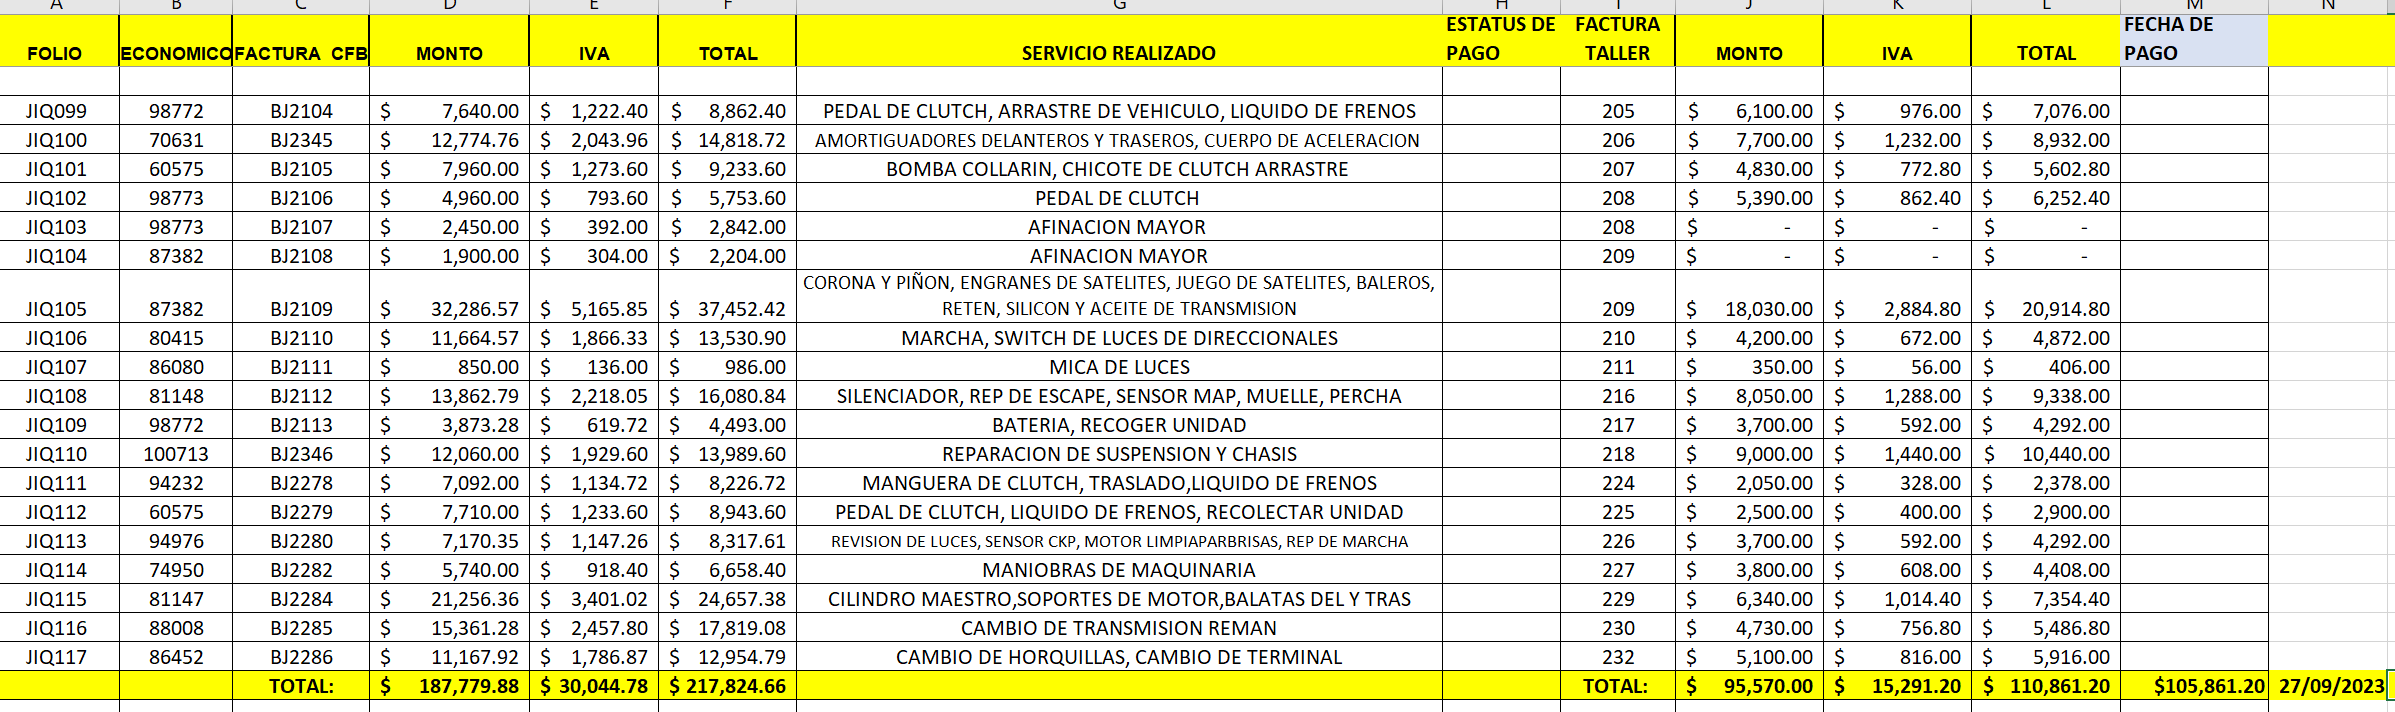 A B C D E F G H I J K L M N
FOLIO ECONOMICO FACTURA CFB MONTO IVA TOTAL SERVICIO REALIZADO ESTATUS DE PAGO FACTURA TALLER MONTO IVA TOTAL FECHA DE PAGO
JIQ099 98772 BJ2104 $ 7,640.00 $ 1,222.40 $ 8,862.40 PEDAL DE CLUTCH, ARRASTRE DE VEHICULO, LIQUIDO DE FRENOS 205 $ 6,100.00 $ 976.00 $ 7,076.00
JIQ100 70631 BJ2345 $ 12,774.76 $ 2,043.96 $ 14,818.72 AMORTIGUADORES DELANTEROS Y TRASEROS, CUERPO DE ACELERACION 206 $ 7,700.00 $ 1,232.00 $ 8,932.00
JIQ101 60575 BJ2105 $ 7,960.00 $ 1,273.60 $ 9,233.60 BOMBA COLLARIN, CHICOTE DE CLUTCH ARRASTRE 207 $ 4,830.00 $ 772.80 $ 5,602.80
JIQ102 98773 BJ2106 $ 4,960.00 $ 793.60 $ 5,753.60 PEDAL DE CLUTCH 208 $ 5,390.00 $ 862.40 $ 6,252.40
JIQ103 98773 BJ2107 $ 2,450.00 $ 392.00 $ 2,842.00 AFINACION MAYOR 208 $ - $ - $ -
JIQ104 87382 BJ2108 $ 1,900.00 $ 304.00 $ 2,204.00 AFINACION MAYOR 209 $ - $ - $ -
JIQ105 87382 BJ2109 $ 32,286.57 $ 5,165.85 $ 37,452.42 CORONA Y PIÑON, ENGRANES DE SATELITES, JUEGO DE SATELITES, BALEROS, RETEN, SILICON Y ACEITE DE TRANSMISION 209 $ 18,030.00 $ 2,884.80 $ 20,914.80
JIQ106 80415 BJ2110 $ 11,664.57 $ 1,866.33 $ 13,530.90 MARCHA, SWITCH DE LUCES DE DIRECCIONALES 210 $ 4,200.00 $ 672.00 $ 4,872.00
JIQ107 86080 BJ2111 $ 850.00 $ 136.00 $ 986.00 MICA DE LUCES 211 $ 350.00 $ 56.00 $ 406.00
JIQ108 81148 BJ2112 $ 13,862.79 $ 2,218.05 $ 16,080.84 SILENCIADOR, REP DE ESCAPE, SENSOR MAP, MUELLE, PERCHA 216 $ 8,050.00 $ 1,288.00 $ 9,338.00
JIQ109 98772 BJ2113 $ 3,873.28 $ 619.72 $ 4,493.00 BATERIA, RECOGER UNIDAD 217 $ 3,700.00 $ 592.00 $ 4,292.00
JIQ110 100713 BJ2346 $ 12,060.00 $ 1,929.60 $ 13,989.60 REPARACION DE SUSPENSION Y CHASIS 218 $ 9,000.00 $ 1,440.00 $ 10,440.00
JIQ111 94232 BJ2278 $ 7,092.00 $ 1,134.72 $ 8,226.72 MANGUERA DE CLUTCH, TRASLADO,LIQUIDO DE FRENOS 224 $ 2,050.00 $ 328.00 $ 2,378.00
JIQ112 60575 BJ2279 $ 7,710.00 $ 1,233.60 $ 8,943.60 PEDAL DE CLUTCH, LIQUIDO DE FRENOS, RECOLECTAR UNIDAD 225 $ 2,500.00 $ 400.00 $ 2,900.00
JIQ113 94976 BJ2280 $ 7,170.35 $ 1,147.26 $ 8,317.61 REVISION DE LUCES, SENSOR CKP, MOTOR LIMPIAPARBRISAS, REP DE MARCHA 226 $ 3,700.00 $ 592.00 $ 4,292.00
JIQ114 74950 BJ2282 $ 5,740.00 $ 918.40 $ 6,658.40 MANIOBRAS DE MAQUINARIA 227 $ 3,800.00 $ 608.00 $ 4,408.00
JIQ115 81147 BJ2284 $ 21,256.36 $ 3,401.02 $ 24,657.38 CILINDRO MAESTRO,SOPORTES DE MOTOR,BALATAS DEL Y TRAS 229 $ 6,340.00 $ 1,014.40 $ 7,354.40
JIQ116 88008 BJ2285 $ 15,361.28 $ 2,457.80 $ 17,819.08 CAMBIO DE TRANSMISION REMAN 230 $ 4,730.00 $ 756.80 $ 5,486.80
JIQ117 86452 BJ2286 $ 11,167.92 $ 1,786.87 $ 12,954.79 CAMBIO DE HORQUILLAS, CAMBIO DE TERMINAL 232 $ 5,100.00 $ 816.00 $ 5,916.00
TOTAL: $ 187,779.88 $ 30,044.78 $ 217,824.66 TOTAL: $ 95,570.00 $ 15,291.20 $ 110,861.20 $105,861.20 27/09/2023